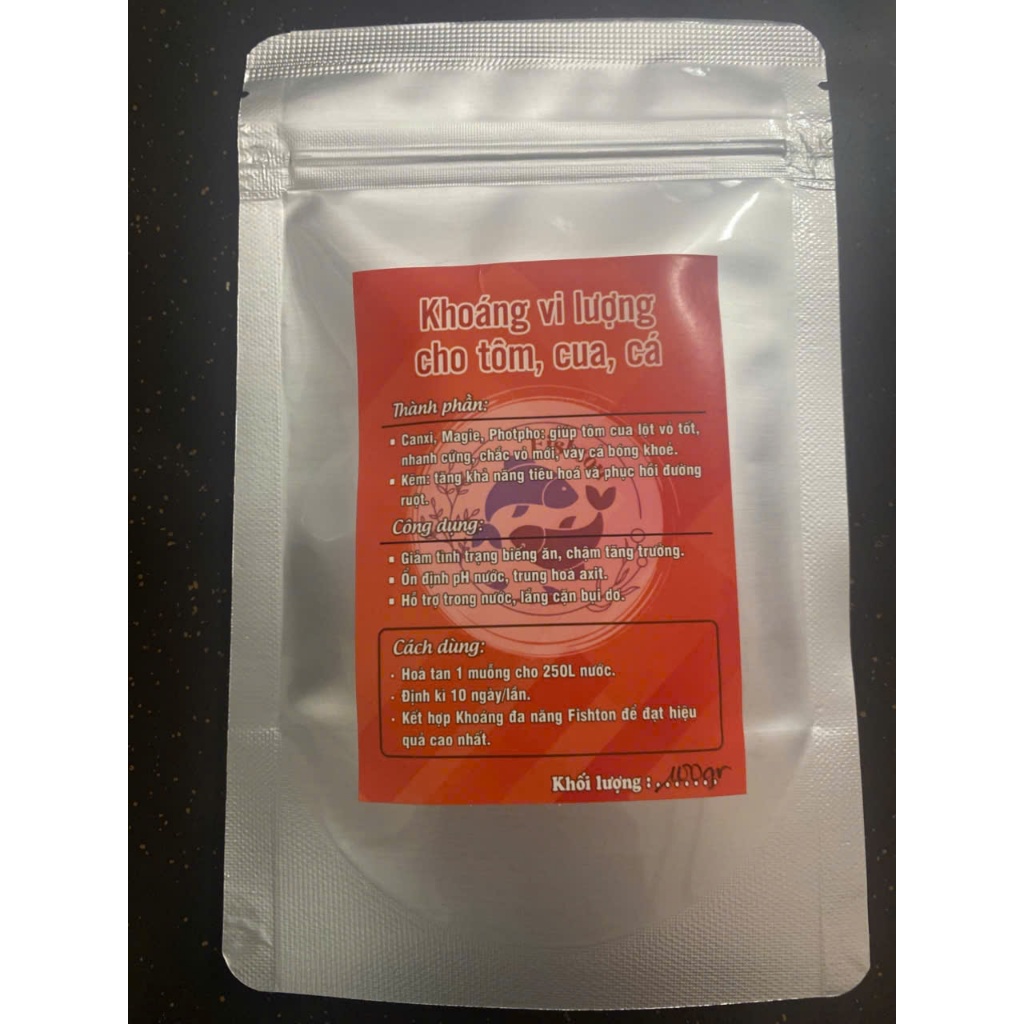 Khoáng vi lượng
cho tôm, cua, cá
Thành phần:
▪ Canxi, Magie, Photpho: giúp tôm cua lột vỏ tốt,
nhanh cứng, chắc vỏ mới, vây cá bóng khoẻ.
▪ Kẽm: tăng khả năng tiêu hoá và phục hồi đường
ruột.
Công dụng:
▪ Giảm tình trạng biếng ăn, chậm tăng trưởng.
▪ Ổn định pH nước, trung hoà axit.
▪ Hỗ trợ trong nước, lắng cặn bụi dơ.
Cách dùng:
· Hoà tan 1 muỗng cho 250L nước.
· Định kì 10 ngày/lần.
· Kết hợp Khoáng đa năng Fishton để đạt hiệu
quả cao nhất.
Khối lượng : 100gr